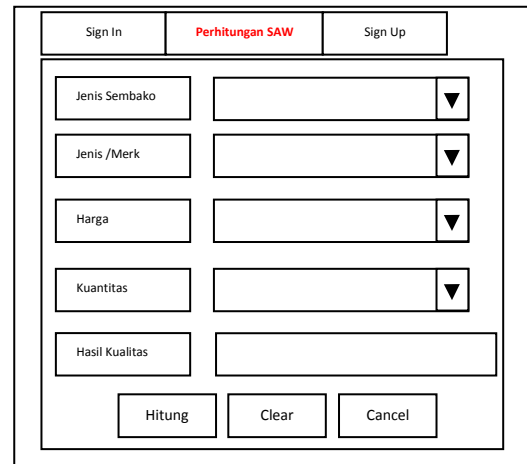 Sign In Perhitungan SAW Sign Up
Jenis Sembako
Jenis /Merk
Harga
Kuantitas
Hasil Kualitas
Hitung Clear Cancel